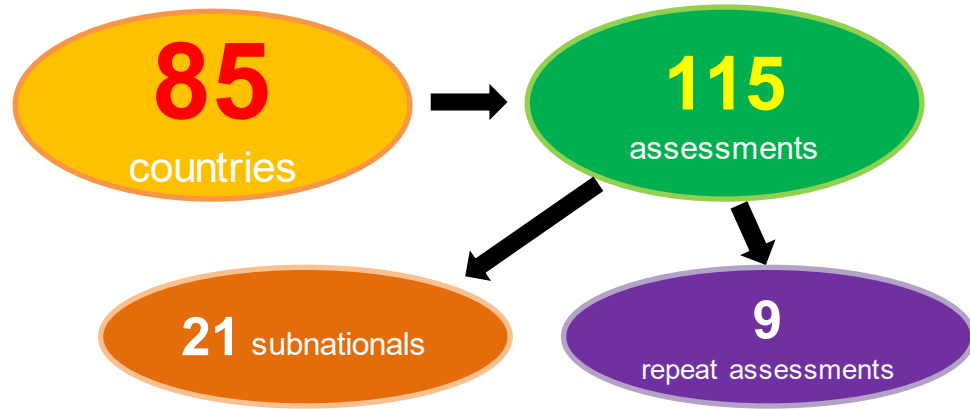 85
countries
115
assessments
21 subnationals
9
repeat assessments